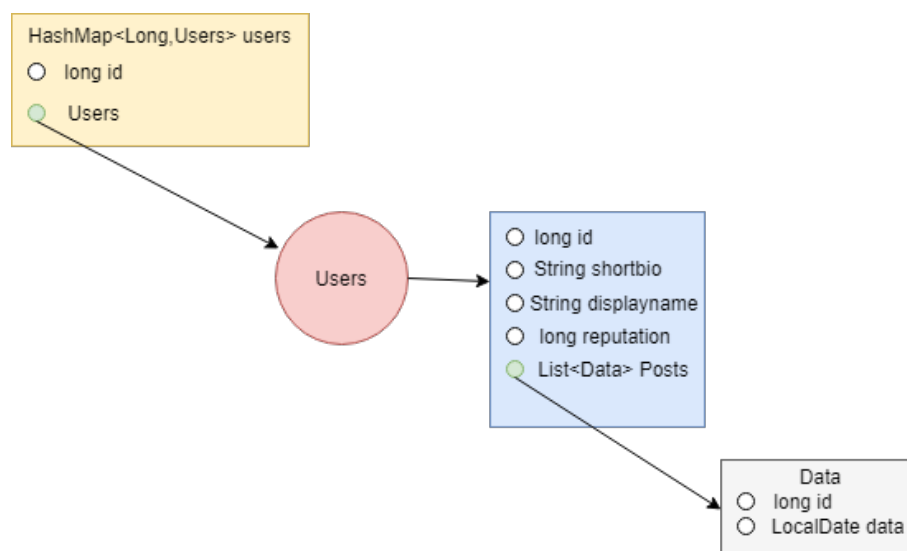 HashMap<Long,Users> users
long id
Users
Users
long id
String shortbio
String displayname
long reputation
List<Data> Posts
Data
long id
LocalDate data